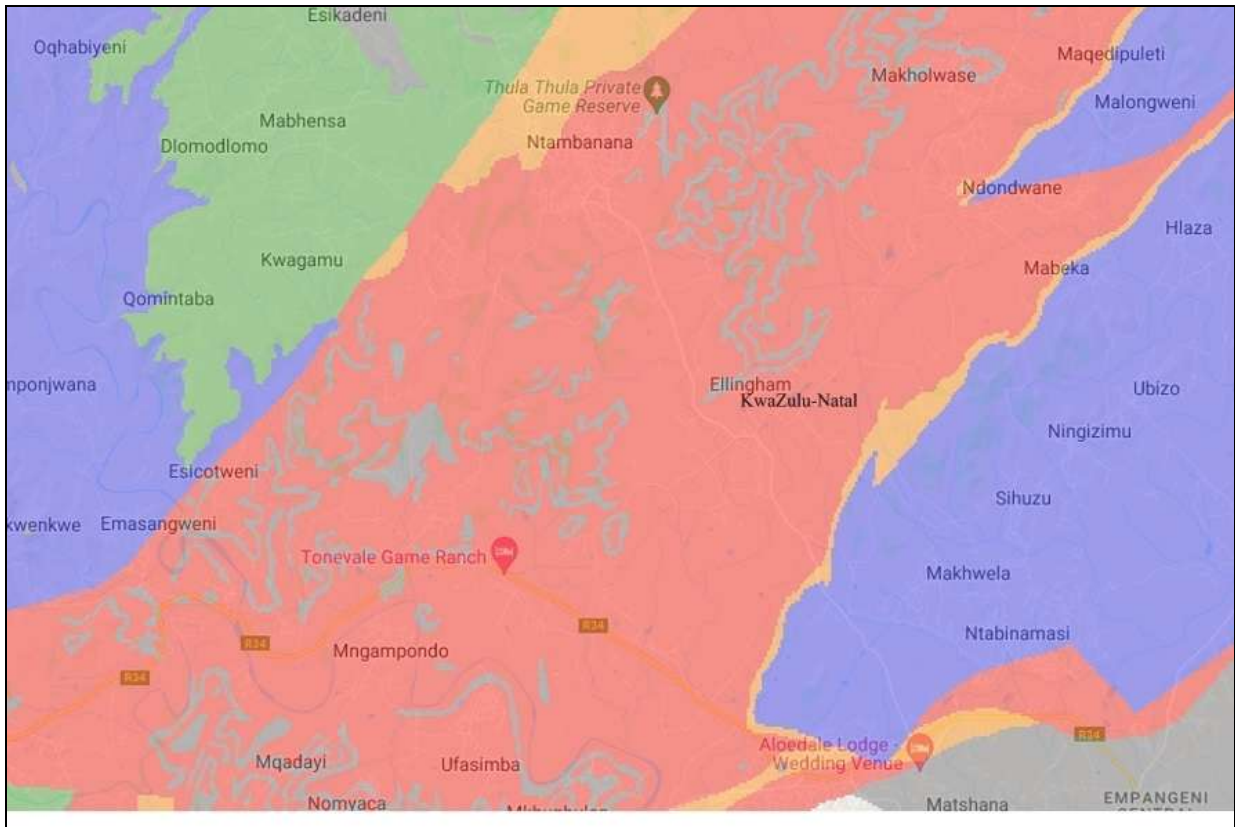 Esikadeni
Oqhabiyeni
Maqedipuleti
Makholwase
Thula Thula Private
Game Reserve
Malongweni
Mabhensa
Dlomodlomo
Ntambanana
Ndondwane
Hlaza
Kwagamu
Mabeka
Qomintaba
mponjwana
Ellingham
KwaZulu-Natal
Ubizo
Ningizimu
Esicotweni
Sihuzu
kwenkwe
Emasangweni
Tonevale Game Ranch
Makhwela
R34
Ntabinamasi
R34
Mngampondo
R34
R34
Aloedale Lodge -
Wedding Venue
Mqadayi
Ufasimba
Nomyaca
Matshana
EMPANGENI